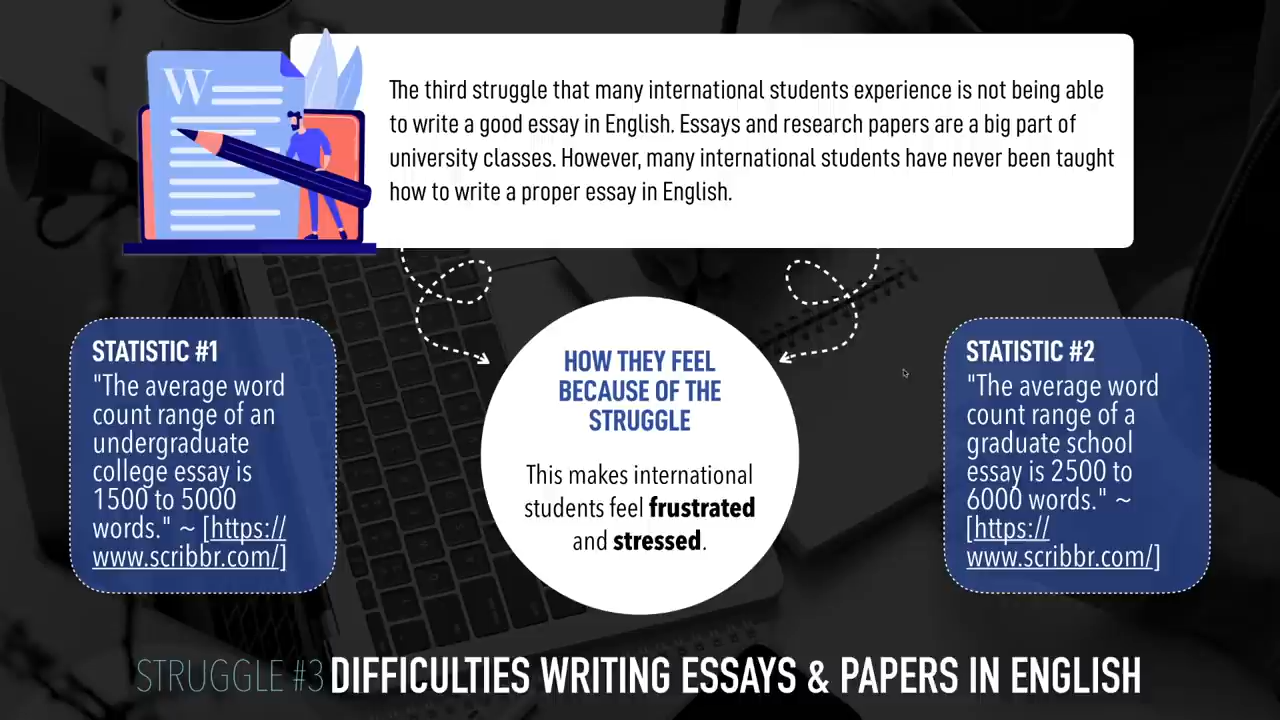 W
The third struggle that many international students experience is not being able
to write a good essay in English. Essays and research papers are a big part of
university classes. However, many international students have never been taught
how to write a proper essay in English.
STATISTIC #1
"The average word
count range of an
undergraduate
college essay is
1500 to 5000
words." ~ [https://
www.scribbr.com/]
HOW THEY FEEL
BECAUSE OF THE
STRUGGLE
This makes international
students feel frustrated
and stressed.
STATISTIC #2
"The average word
count range of a
graduate school
essay is 2500 to
6000 words." ~
[https://
www.scribbr.com/]
STRUGGLE #3 DIFFICULTIES WRITING ESSAYS & PAPERS IN ENGLISH